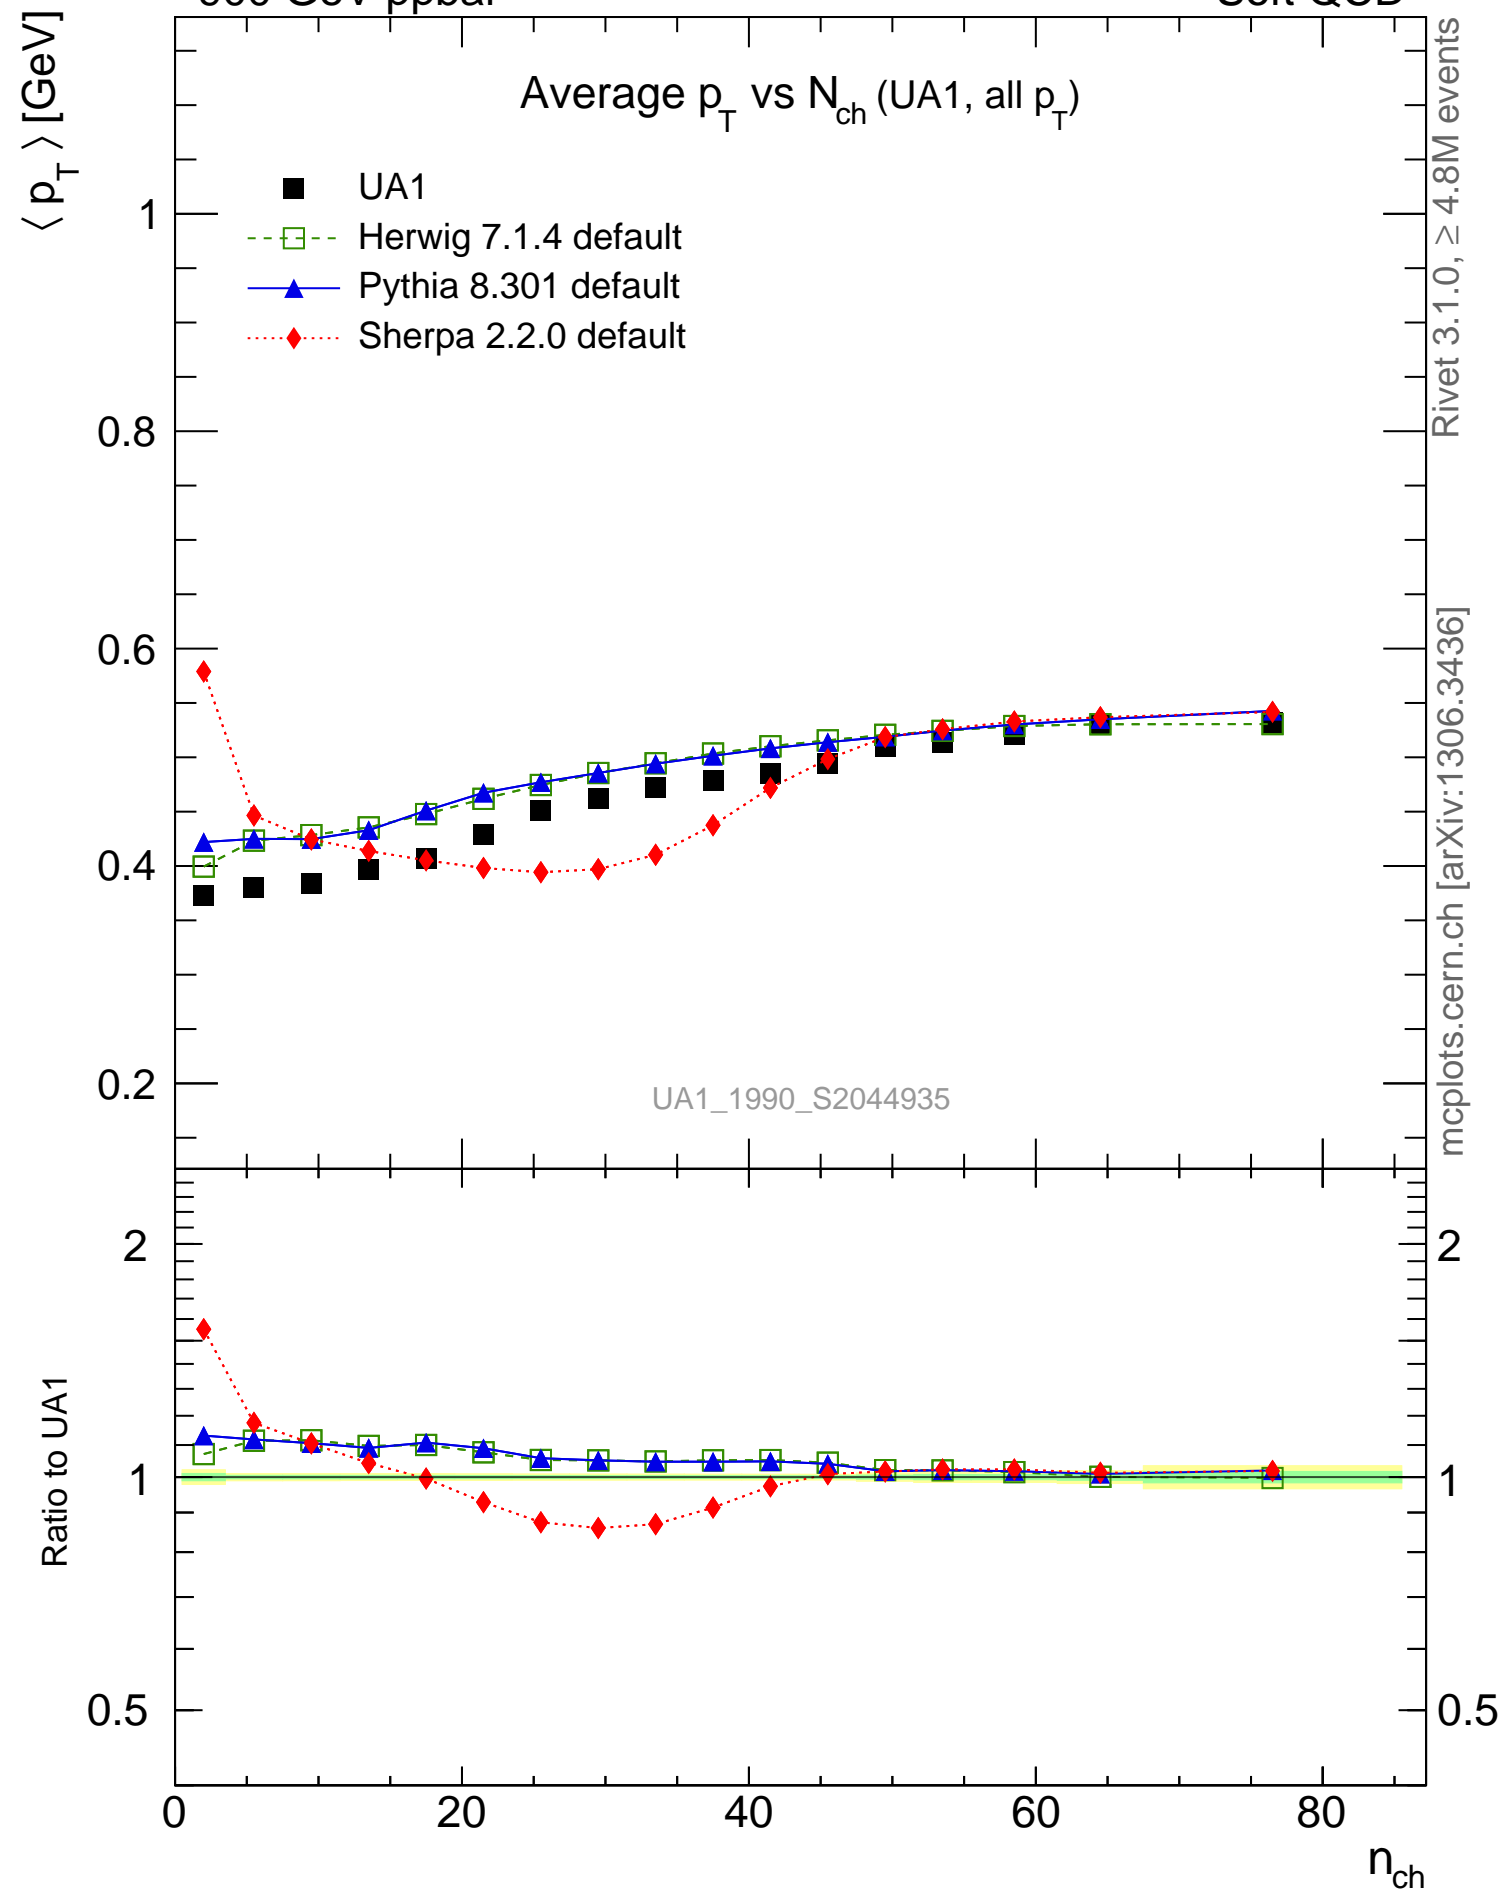 ⟨ p_T ⟩ [GeV]
Average p_T vs N_ch (UA1, all p_T)
UA1
Herwig 7.1.4 default
Pythia 8.301 default
Sherpa 2.2.0 default
1
0.8
0.6
0.4
0.2
UA1_1990_S2044935
Rivet 3.1.0, ≥ 4.8M events
mcplots.cern.ch [arXiv:1306.3436]
Ratio to UA1
2
1
0.5
2
1
0.5
0 20 40 60 80
n_ch